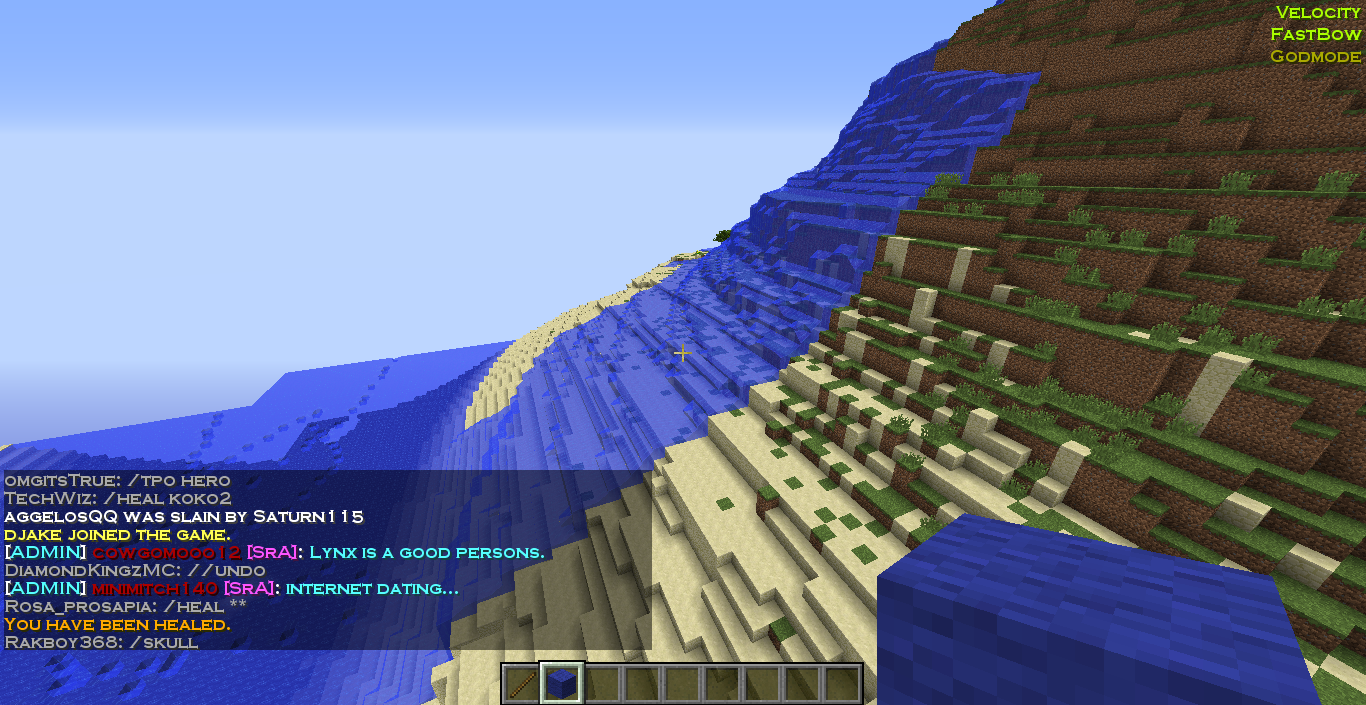 Velocity
FastBow
Godmode
omgitsTrue: /tpo hero
TechWiz: /heal koko2
aggelosQQ was slain by Saturn115
djake joined the game.
[ADMIN] cowgomooo12 [SrA]: Lynx is a good persons.
DiamondKingzMC: //undo
[ADMIN] minimitch140 [SrA]: internet dating...
Rosa_prosapia: /heal **
You have been healed.
Rakboy368: /skull